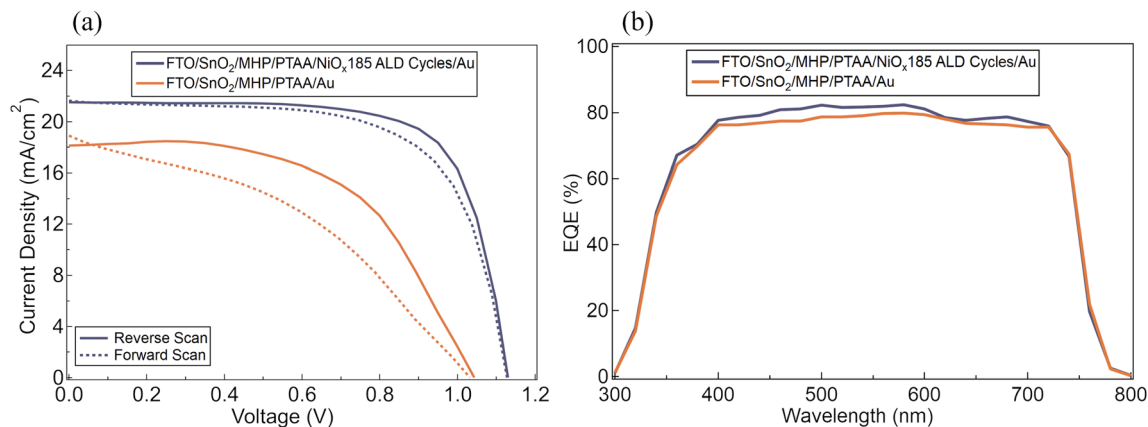 (a)
24
20
16
12
8
4
0
Current Density (mA/cm²)
FTO/SnO₂/MHP/PTAA/NiOₓ185 ALD Cycles/Au
FTO/SnO₂/MHP/PTAA/Au
Reverse Scan
Forward Scan
0.0 0.2 0.4 0.6 0.8 1.0 1.2
Voltage (V)
(b)
100
80
60
40
20
0
EQE (%)
FTO/SnO₂/MHP/PTAA/NiOₓ185 ALD Cycles/Au
FTO/SnO₂/MHP/PTAA/Au
300 400 500 600 700 800
Wavelength (nm)